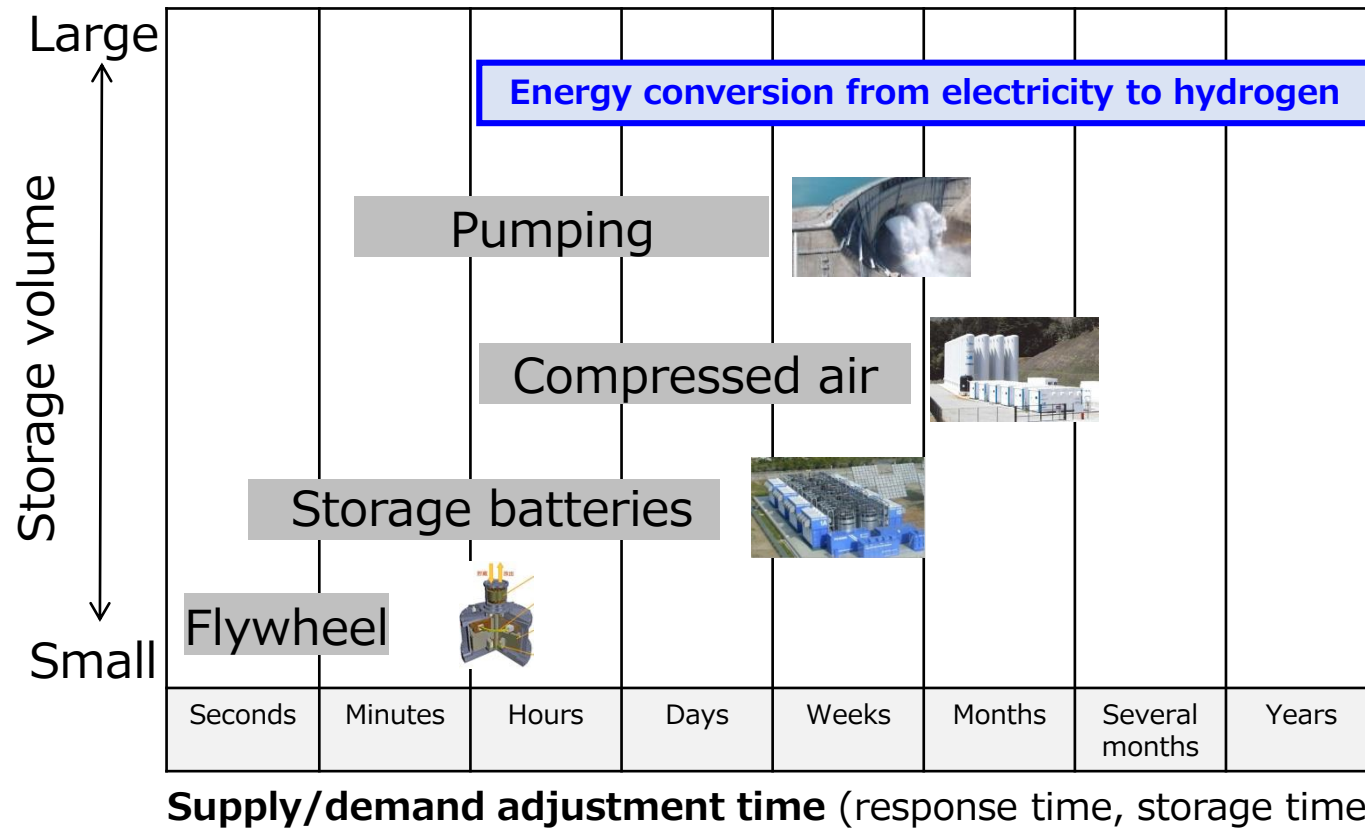 Large
Energy conversion from electricity to hydrogen
Pumping
Storage volume
Compressed air
Storage batteries
Flywheel
Small
Seconds
Minutes
Hours
Days
Weeks
Months
Several
months
Years
Supply/demand adjustment time (response time, storage time